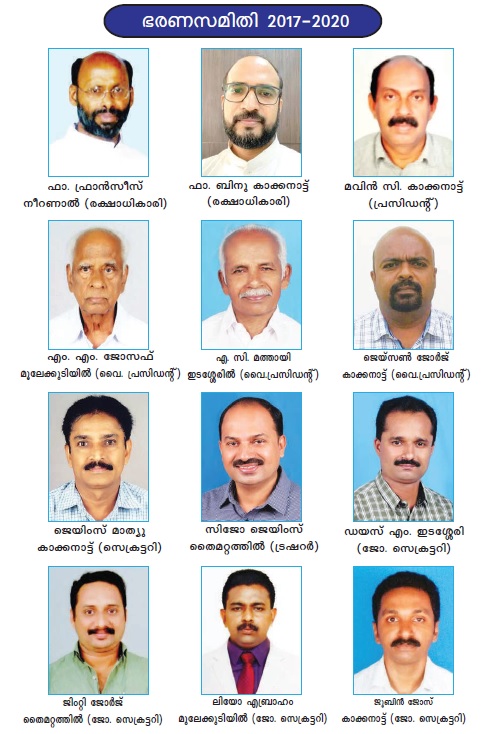 ഭരണസമിതി 2017-2020
ഫാ. ഫ്രാൻസീസ്
നീറണാൽ (രക്ഷാധികാരി)
ഫാ. ബിനു കാക്കനാട്ട്
(രക്ഷാധികാരി)
മവിൻ സി. കാക്കനാട്ട്
(പ്രസിഡന്റ്)
എം. എം. ജോസഫ്
മൂലേക്കുടിയിൽ (വൈ. പ്രസിഡന്റ്)
എ. സി. മത്തായി
ഇടശ്ശേരിൽ (വൈ.പ്രസിഡന്റ്)
ജെയ്സൺ ജോർജ്
കാക്കനാട്ട് (വൈ.പ്രസിഡന്റ്)
ജെയിംസ് മാത്യു
കാക്കനാട്ട് (സെക്രട്ടറി)
സിജോ ജെയിംസ്
തൈമറ്റത്തിൽ (ട്രഷറർ)
ഡയസ് എം. ഇടശ്ശേരി
(ജോ. സെക്രട്ടറി)
ജിംറ്റി ജോർജ്
തൈമറ്റത്തിൽ (ജോ. സെക്രട്ടറി)
ലിയോ എബ്രാഹം
മൂലേക്കുടിയിൽ (ജോ. സെക്രട്ടറി)
ജൂബിൻ ജോസ്
കാക്കനാട്ട് (ജോ. സെക്രട്ടറി)